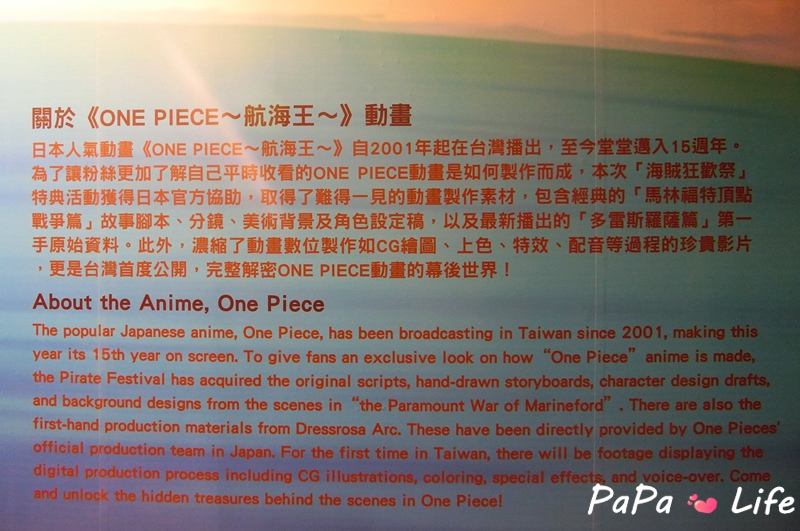 關於《ONE PIECE～航海王～》動畫
日本人氣動畫《ONE PIECE～航海王～》自2001年起在台灣播出，至今堂堂邁入15週年。
為了讓粉絲更加了解自己平時收看的ONE PIECE動畫是如何製作而成，本次「海賊狂歡祭」
特典活動獲得日本官方協助，取得了難得一見的動畫製作素材，包含經典的「馬林福特頂點
戰爭篇」故事腳本、分鏡、美術背景及角色設定稿，以及最新播出的「多雷斯羅薩篇」第一
手原始資料。此外，濃縮了動畫數位製作如CG繪圖、上色、特效、配音等過程的珍貴影片
，更是台灣首度公開，完整解密ONE PIECE動畫的幕後世界！
About the Anime, One Piece
The popular Japanese anime, One Piece, has been broadcasting in Taiwan since 2001, making this
year its 15th year on screen. To give fans an exclusive look on how “One Piece” anime is made,
the Pirate Festival has acquired the original scripts, hand-drawn storyboards, character design drafts,
and background designs from the scenes in “the Paramount War of Marineford”. There are also the
first-hand production materials from Dressrosa Arc. These have been directly provided by One Pieces'
official production team in Japan. For the first time in Taiwan, there will be footage displaying the
digital production process including CG illustrations, coloring, special effects, and voice-over. Come
and unlock the hidden treasures behind the scenes in One Piece!
PaPa Life